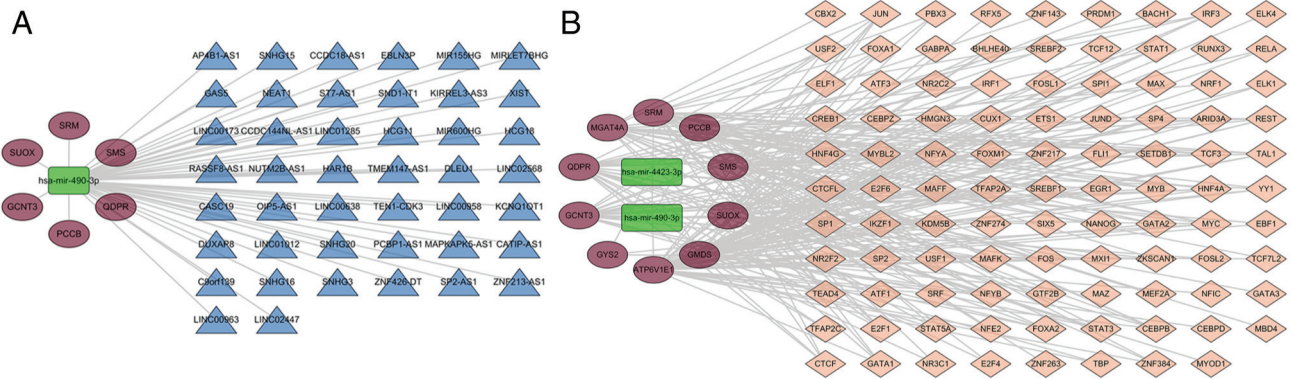 A
AP4B1-AS1 SNHG15 CCDC18-AS1 EBLN3P MIR155HG MIRLET7BHG
GAS5 NEAT1 ST7-AS1 SND1-IT1 KIRREL3-AS3 XIST
LINC00173 CCDC144NL-AS1 LINC01285 HCG11 MIR600HG HCG18
RASSF8-AS1 NUTM2B-AS1 HAR1B TMEM147-AS1 DLEU1 LINC02568
CASC19 OIP5-AS1 LINC00638 TEN1-CDK3 LINC00958 KCNQ1OT1
DUXAP8 LINC01012 SNHG20 PCBP1-AS1 MAPKAPK5-AS1 CATIP-AS1
C9orf139 SNHG16 SNHG3 ZNF426-DT SP2-AS1 ZNF213-AS1
LINC00963 LINC02447
SRM
SUOX SMS
hsa-mir-490-3p
GCNT3 QDPR
PCCB
B
SRM
MGAT4A PCCB
QDPR hsa-mir-4423-3p SMS
GCNT3 hsa-mir-490-3p SUOX
GYS2 GMDS
ATP6V1E1
CBX2 JUN PBX3 RFX5 ZNF143 PRDM1 BACH1 IRF3 ELK4
USF2 FOXA1 GABPA BHLHE40 SREBF2 TCF12 STAT1 RUNX3 RELA
ELF1 ATF3 NR2C2 IRF1 FOSL1 SPI1 MAX NRF1 ELK1
CREB1 CEBPZ HMGN3 CUX1 ETS1 JUND SP4 ARID3A REST
HNF4G MYBL2 NFYA FOXM1 ZNF217 FLI1 SETDB1 TCF3 TAL1
CTCFL E2F6 MAFF TFAP2A SREBF1 EGR1 MYB HNF4A YY1
SP1 IKZF1 KDM5B ZNF274 SIX5 NANOG GATA2 MYC EBF1
NR2F2 SP2 USF1 MAFK FOS MXI1 ZKSCAN1 FOSL2 TCF7L2
TEAD4 ATF1 SRF NFYB GTF2B MAZ MEF2A NFIC GATA3
TFAP2C E2F1 STAT5A NFE2 FOXA2 STAT3 CEBPB CEBPD MBD4
CTCF GATA1 NR3C1 E2F4 ZNF263 TBP ZNF384 MYOD1